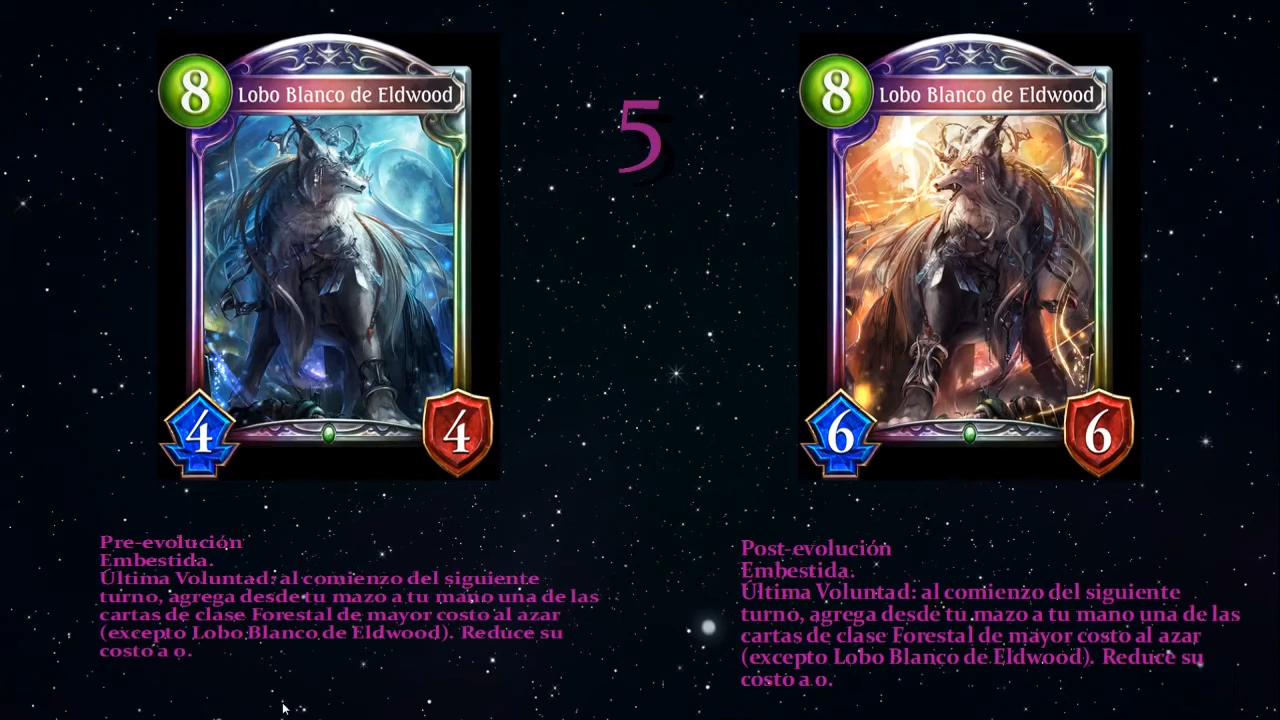 8
Lobo Blanco de Eldwood
4
4
5
8
Lobo Blanco de Eldwood
6
6
Pre-evolución
Embestida.
Última Voluntad: al comienzo del siguiente
turno, agrega desde tu mazo a tu mano una de las
cartas de clase Forestal de mayor costo al azar
(excepto Lobo Blanco de Eldwood). Reduce su
costo a 0.
Post-evolución
Embestida.
Última Voluntad: al comienzo del siguiente
turno, agrega desde tu mazo a tu mano una de las
cartas de clase Forestal de mayor costo al azar
(excepto Lobo Blanco de Eldwood). Reduce su
costo a 0.